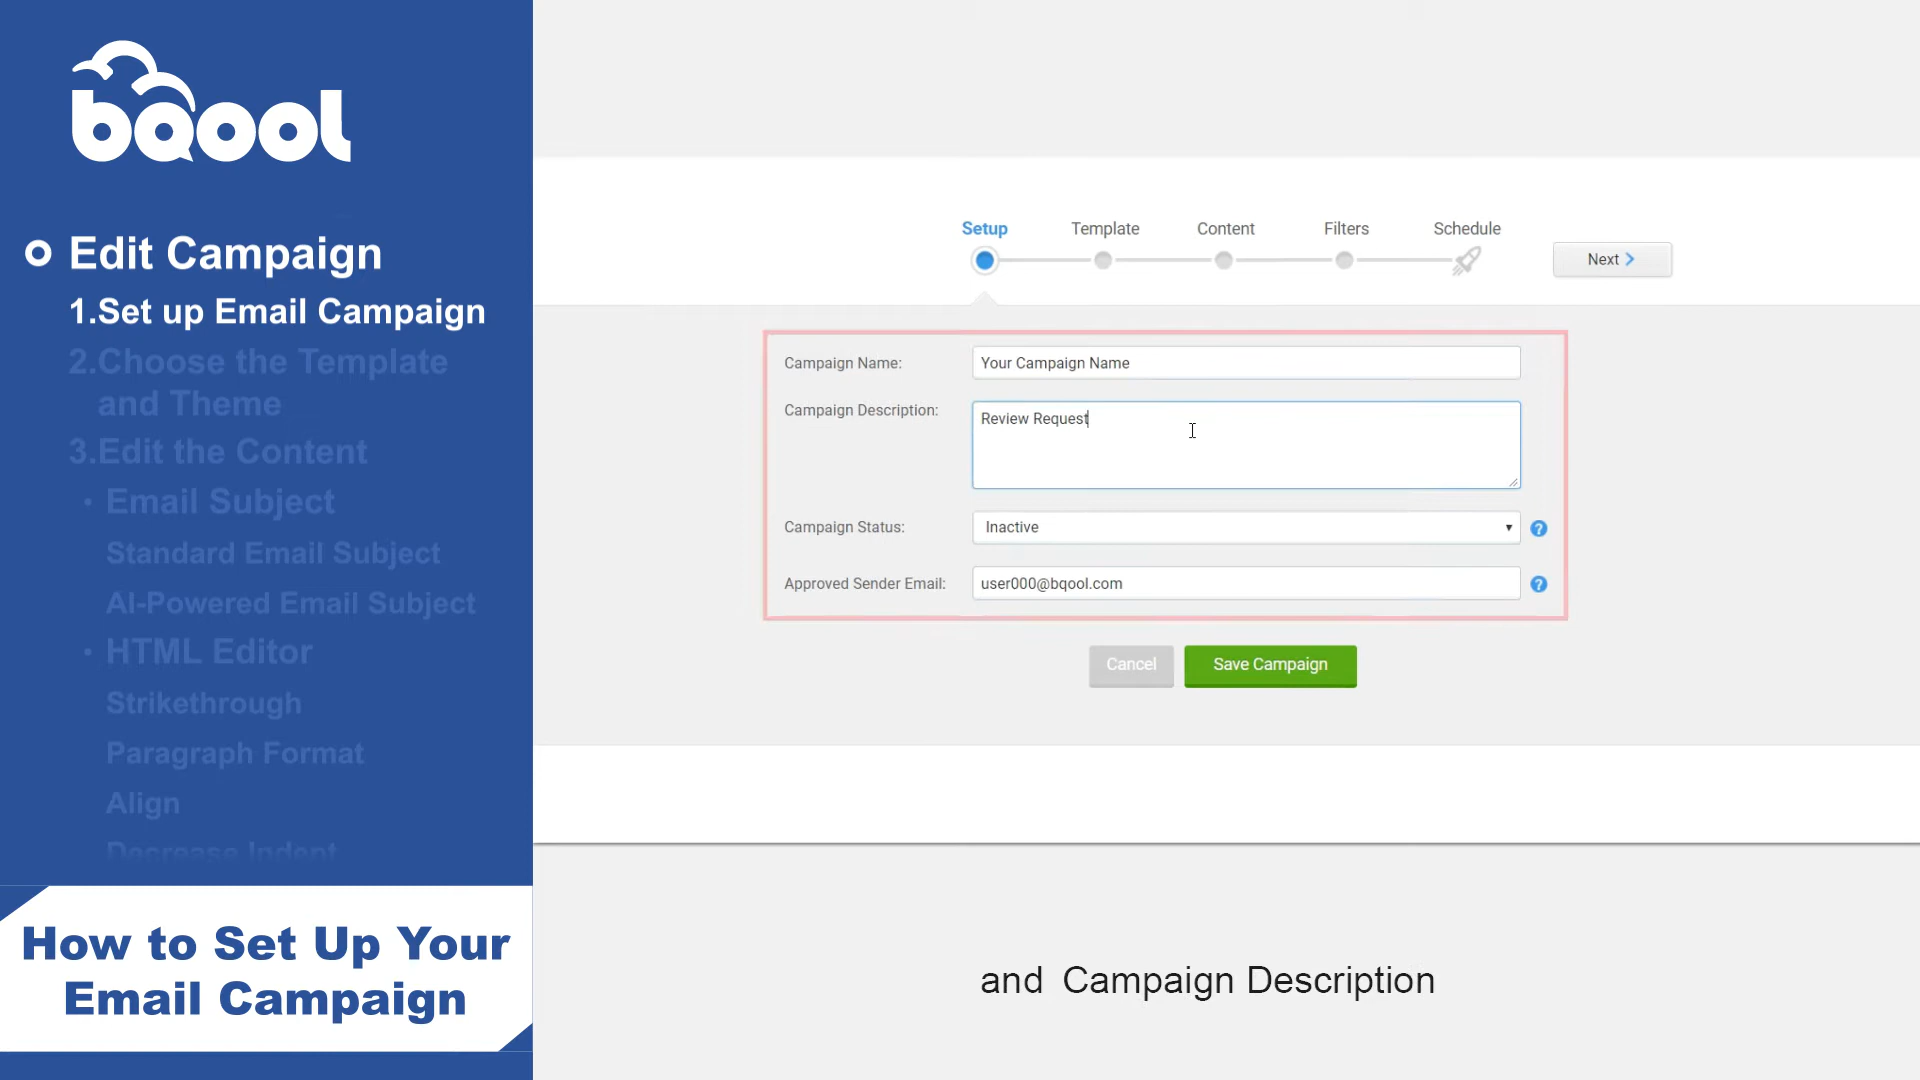 bqool
Edit Campaign
1.Set up Email Campaign
2.Choose the Template
and Theme
3.Edit the Content
· Email Subject
Standard Email Subject
AI-Powered Email Subject
· HTML Editor
Strikethrough
Paragraph Format
Align
Decrease Indent
How to Set Up Your
Email Campaign
Setup
Template
Content
Filters
Schedule
Next
Campaign Name:
Your Campaign Name
Campaign Description:
Review Request
Campaign Status:
Inactive
?
Approved Sender Email:
user000@bqool.com
?
Cancel
Save Campaign
and Campaign Description